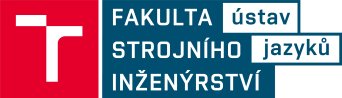 FAKULTA ústav
STROJNÍHO jazyků
INŽENÝRSTVÍ